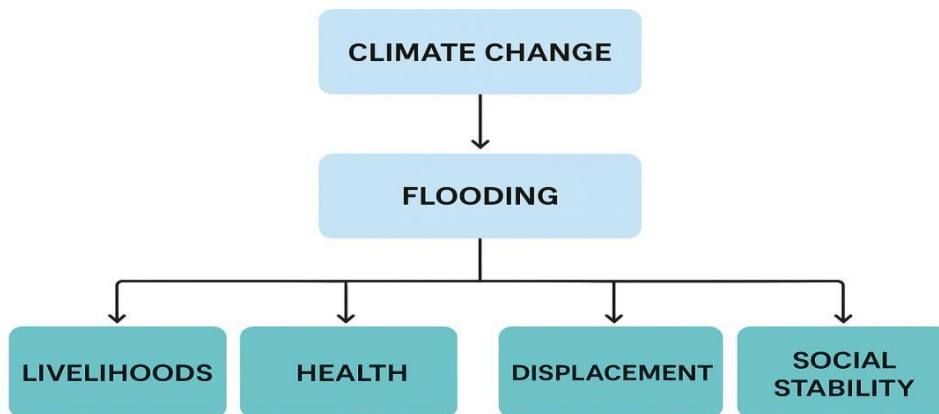 CLIMATE CHANGE
FLOODING
LIVELIHOODS
HEALTH
DISPLACEMENT
SOCIAL
STABILITY